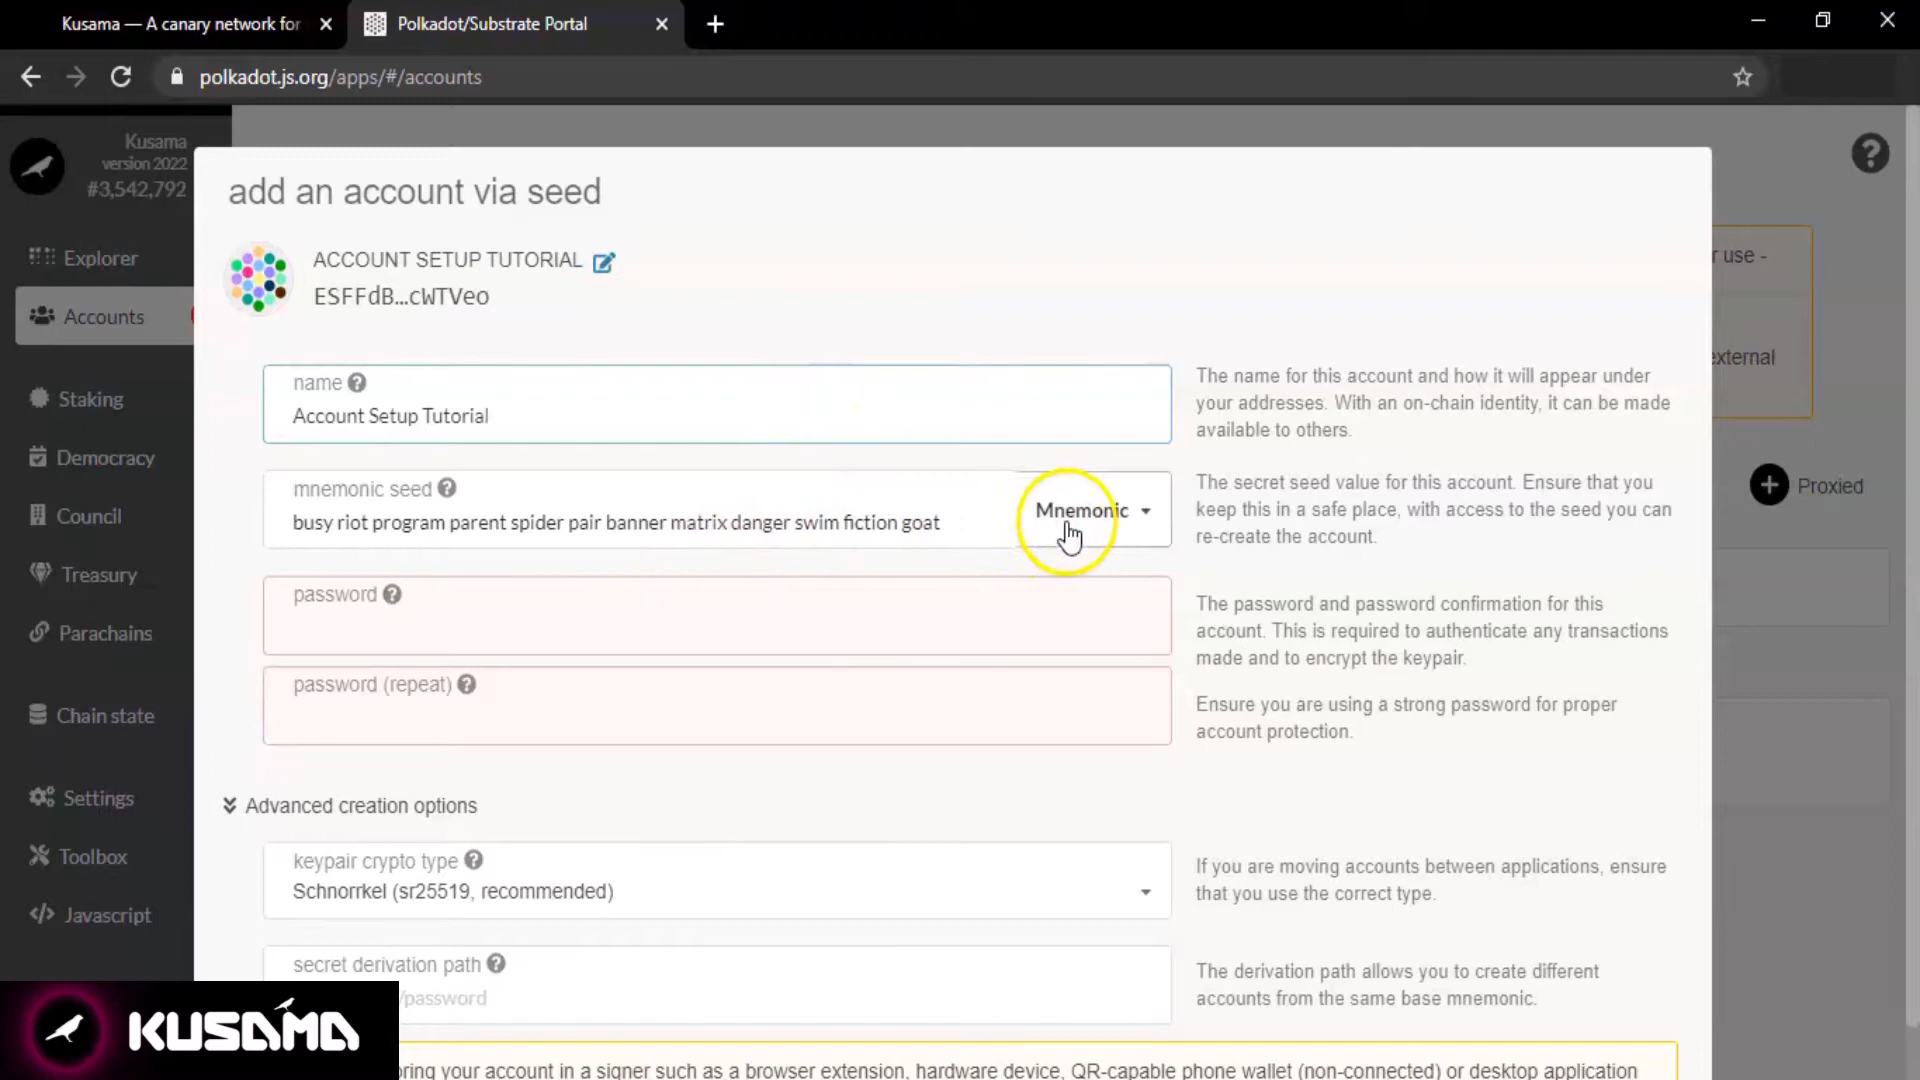 Kusama — A canary network for
Polkadot/Substrate Portal
polkadot.js.org/apps/#/accounts
Kusama
version 2022
#3,542,792
Explorer
Accounts
Staking
Democracy
Council
Treasury
Parachains
Chain state
Settings
Toolbox
Javascript
add an account via seed
ACCOUNT SETUP TUTORIAL
ESFFdB...cWTVeo
name
Account Setup Tutorial
The name for this account and how it will appear under
your addresses. With an on-chain identity, it can be made
available to others.
mnemonic seed
busy riot program parent spider pair banner matrix danger swim fiction goat
Mnemonic
The secret seed value for this account. Ensure that you
keep this in a safe place, with access to the seed you can
re-create the account.
password
password (repeat)
The password and password confirmation for this
account. This is required to authenticate any transactions
made and to encrypt the keypair.
Ensure you are using a strong password for proper
account protection.
Advanced creation options
keypair crypto type
Schnorrkel (sr25519, recommended)
If you are moving accounts between applications, ensure
that you use the correct type.
secret derivation path
/password
The derivation path allows you to create different
accounts from the same base mnemonic.
oring your account in a signer such as a browser extension, hardware device, QR-capable phone wallet (non-connected) or desktop application
r use -
external
Proxied
KUSAMA